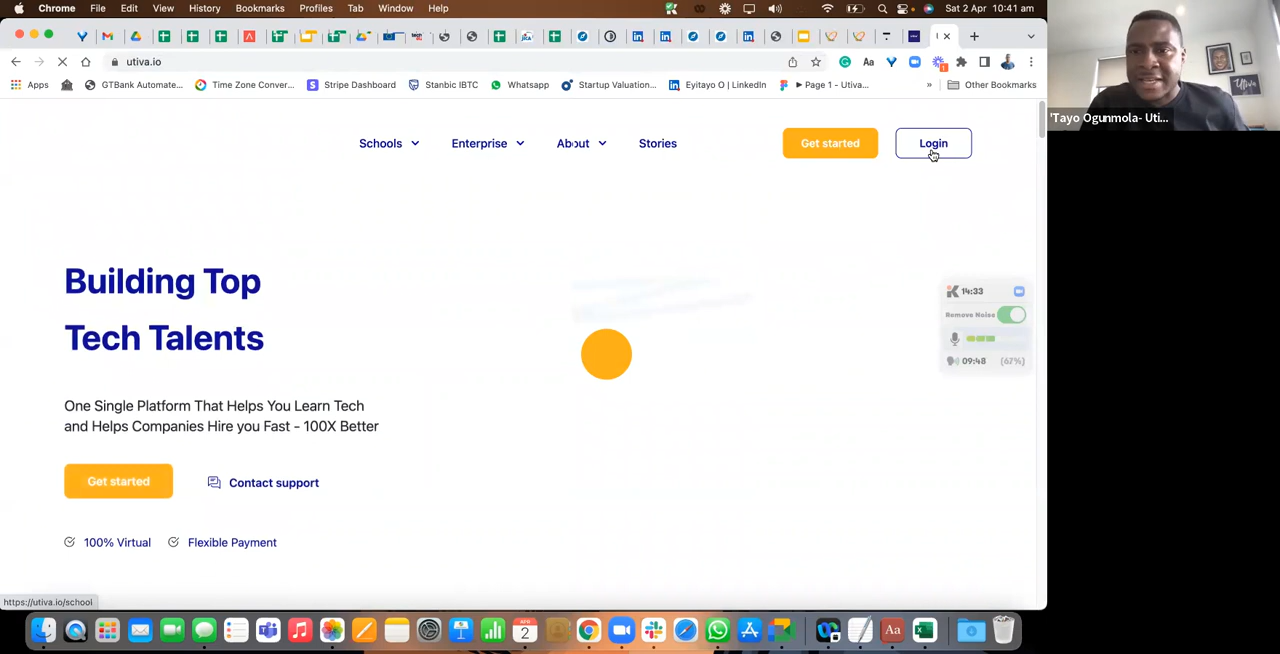 Chrome File Edit View History Bookmarks Profiles Tab Window Help Sat 2 Apr 10:41 am
utiva.io
Apps GTBank Automate... Time Zone Conver... Stripe Dashboard Stanbic IBTC Whatsapp Startup Valuation... Eyitayo O | LinkedIn ►Page 1 - Utiva... » Other Bookmarks
'Tayo Ogunmola- Uti...
Schools Enterprise About Stories Get started Login
Building Top
Tech Talents
14:33
Remove Noise
09:48 (67%)
One Single Platform That Helps You Learn Tech
and Helps Companies Hire you Fast - 100X Better
Get started Contact support
100% Virtual Flexible Payment
https://utiva.io/school
APR
2
Aa